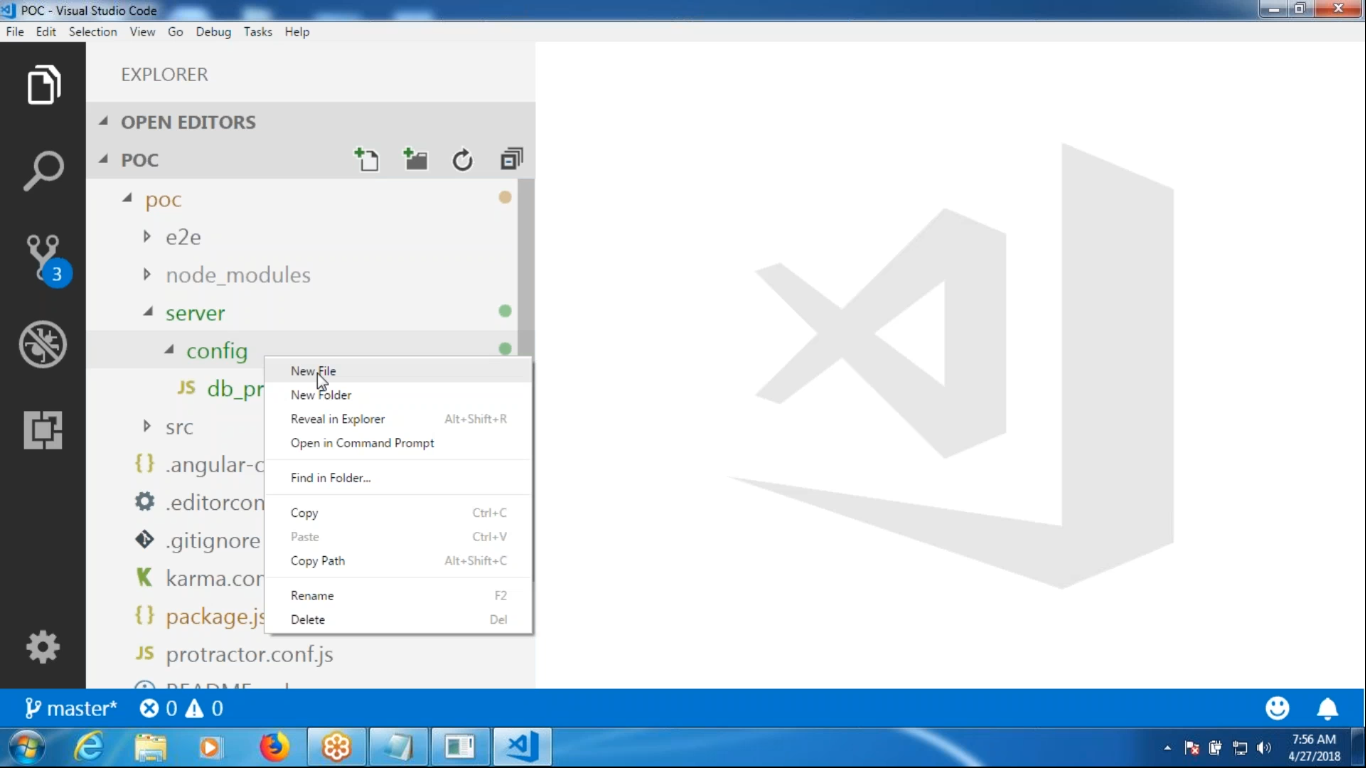 POC - Visual Studio Code
File Edit Selection View Go Debug Tasks Help
EXPLORER
OPEN EDITORS
POC
poc
e2e
node_modules
3
server
config
New File
JS db_pr
New Folder
Reveal in Explorer Alt+Shift+R
src
Open in Command Prompt
{} .angular-c
Find in Folder...
.editorcon
Copy Ctrl+C
.gitignore
Paste Ctrl+V
Copy Path Alt+Shift+C
karma.con
Rename F2
{} package.js
Delete Del
JS protractor.conf.js
master* 0 0
7:56 AM
4/27/2018